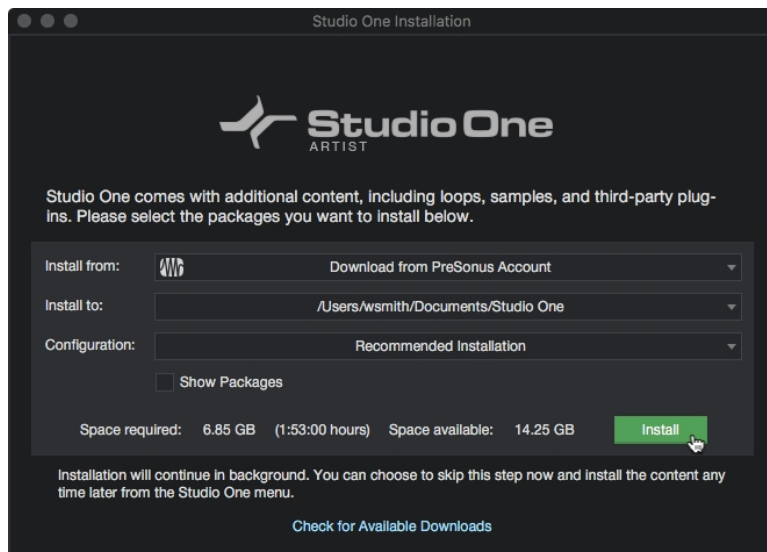 Studio One Installation
Studio One
ARTIST
Studio One comes with additional content, including loops, samples, and third-party plug-
ins. Please select the packages you want to install below.
Install from: Download from PreSonus Account
Install to: /Users/wsmith/Documents/Studio One
Configuration: Recommended Installation
Show Packages
Space required: 6.85 GB (1:53:00 hours) Space available: 14.25 GB Install
Installation will continue in background. You can choose to skip this step now and install the content any
time later from the Studio One menu.
Check for Available Downloads